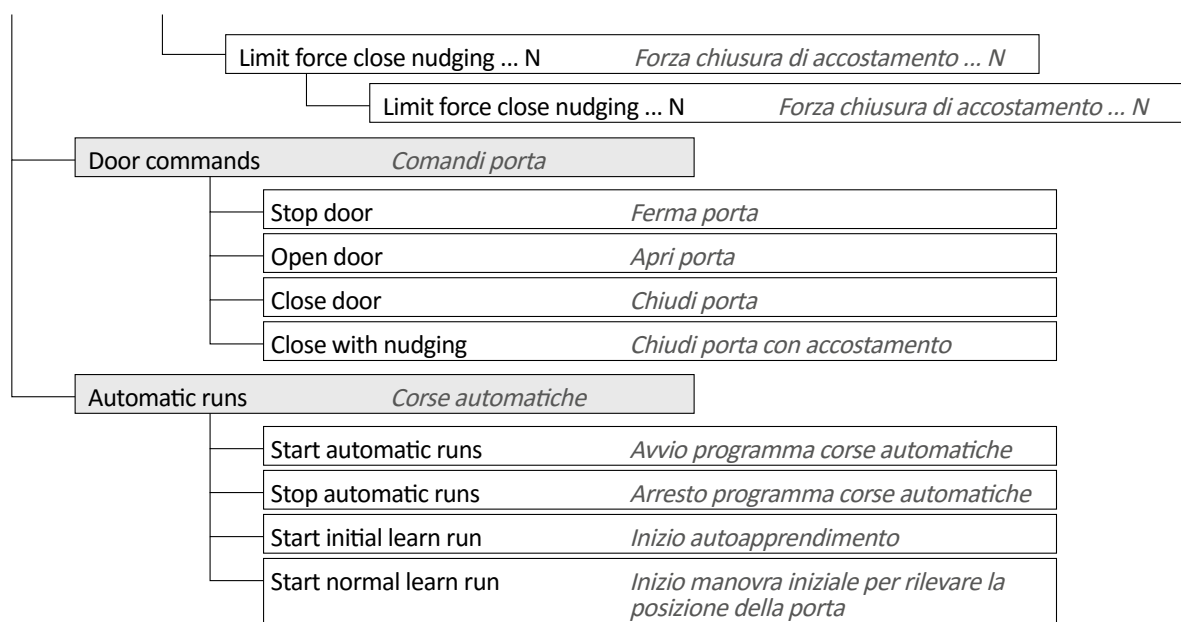 Limit force close nudging ... N Forza chiusura di accostamento ... N
Limit force close nudging ... N Forza chiusura di accostamento ... N
Door commands Comandi porta
Stop door Ferma porta
Open door Apri porta
Close door Chiudi porta
Close with nudging Chiudi porta con accostamento
Automatic runs Corse automatiche
Start automatic runs Avvio programma corse automatiche
Stop automatic runs Arresto programma corse automatiche
Start initial learn run Inizio autoapprendimento
Start normal learn run Inizio manovra iniziale per rilevare la
posizione della porta